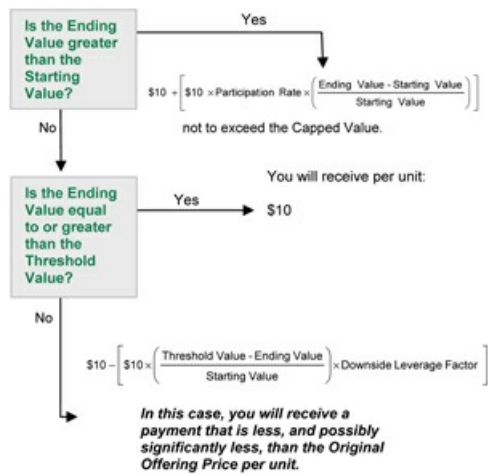 Is the Ending
Value greater
than the
Starting
Value?
Yes
$10 + [ $10 × Participation Rate × ( Ending Value - Starting Value / Starting Value ) ]
not to exceed the Capped Value.
No
Is the Ending
Value equal
to or greater
than the
Threshold
Value?
Yes
You will receive per unit:
$10
No
$10 – [ $10 × ( Threshold Value - Ending Value / Starting Value ) × Downside Leverage Factor ]
In this case, you will receive a
payment that is less, and possibly
significantly less, than the Original
Offering Price per unit.